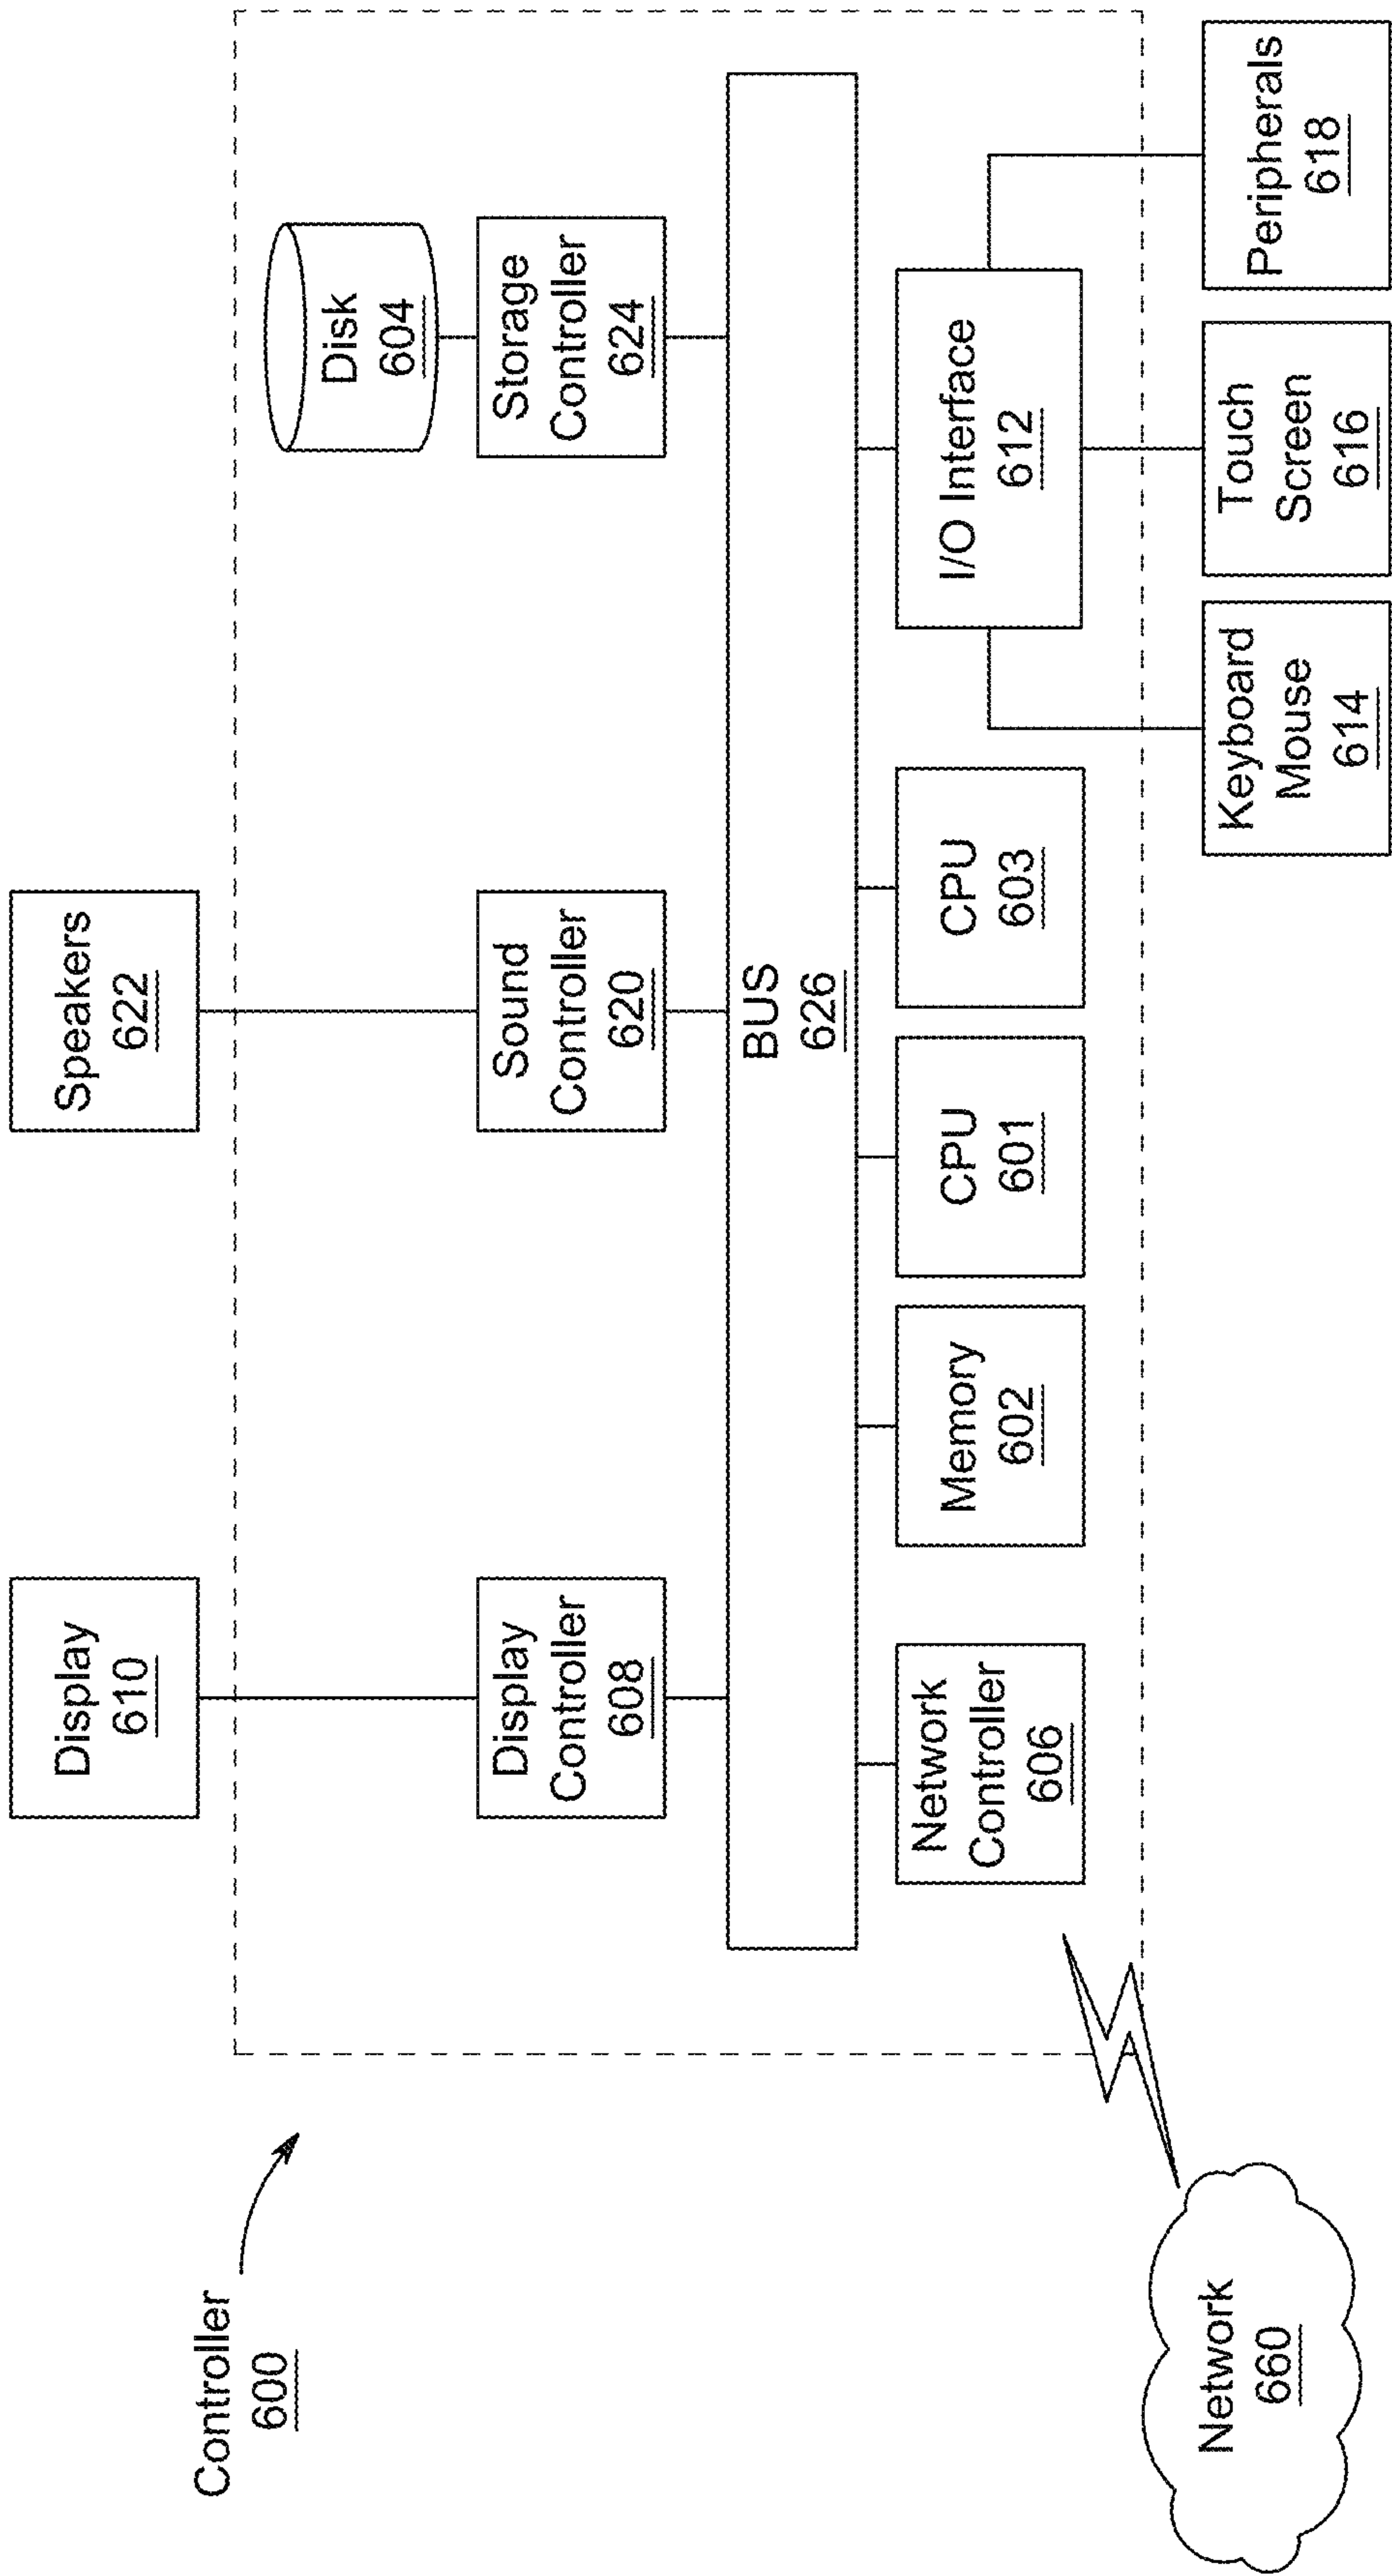 Controller
600
Display
610
Speakers
622
Disk
604
Display
Controller
608
Sound
Controller
620
Storage
Controller
624
BUS
626
Network
Controller
606
Memory
602
CPU
601
CPU
603
I/O Interface
612
Network
660
Keyboard
Mouse
614
Touch
Screen
616
Peripherals
618